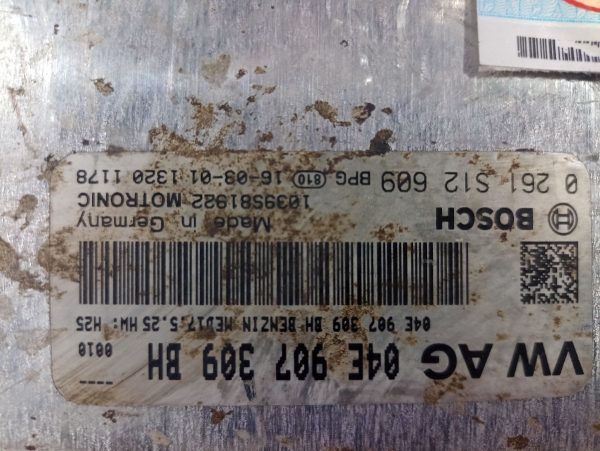 VW AG 04E 907 309 BH ---
0010
04E 907 309 BH BENZIN MED17.5.25 HW: H25
BOSCH Made in Germany
1039S81922 MOTRONIC
0 261 S12 609 BPG 810 16-03-01 1320 1178